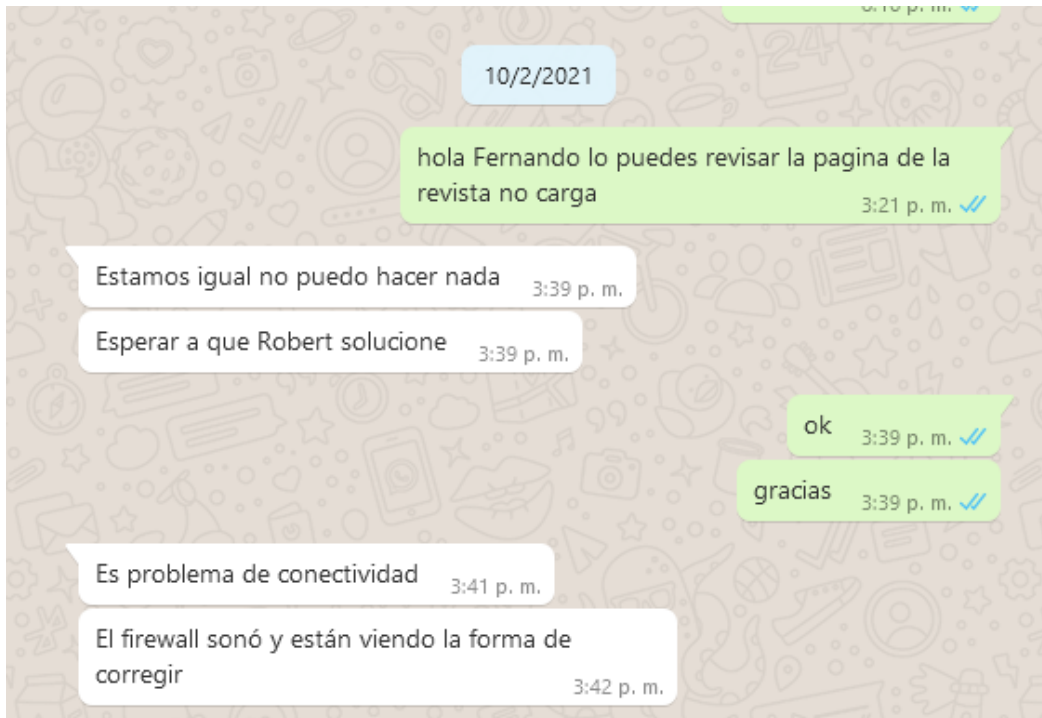 10/2/2021
hola Fernando lo puedes revisar la pagina de la
revista no carga
3:21 p. m.
Estamos igual no puedo hacer nada 3:39 p. m.
Esperar a que Robert solucione 3:39 p. m.
ok 3:39 p. m.
gracias 3:39 p. m.
Es problema de conectividad 3:41 p. m.
El firewall sonó y están viendo la forma de
corregir
3:42 p. m.